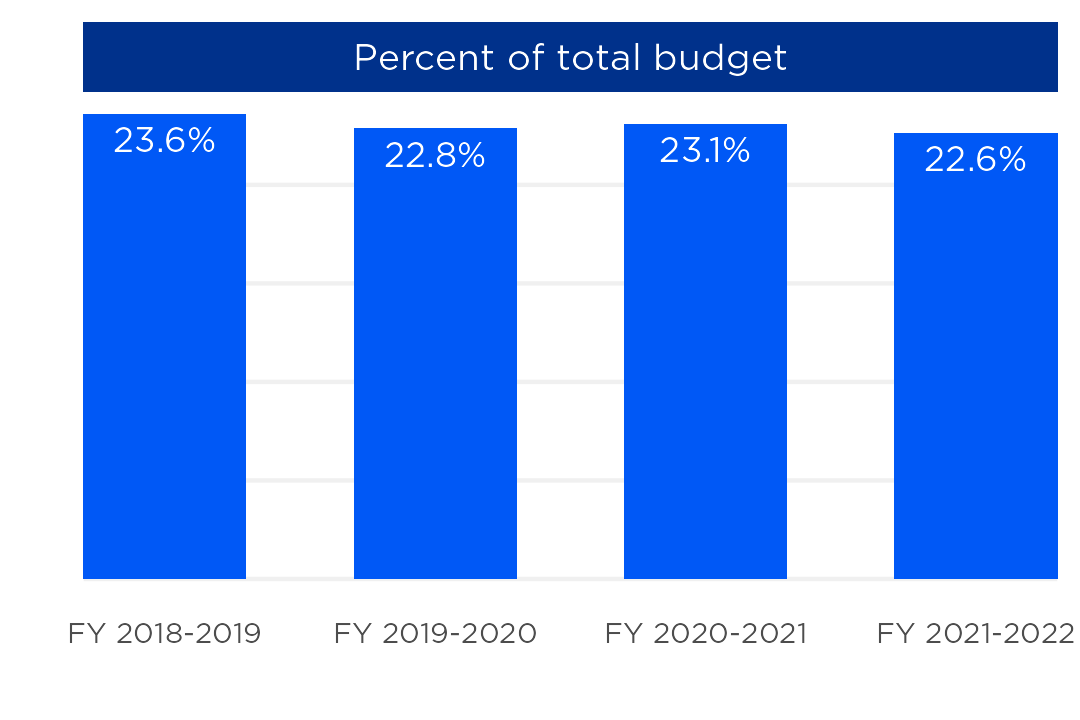 Percent of total budget
23.6%
22.8%
23.1%
22.6%
FY 2018-2019
FY 2019-2020
FY 2020-2021
FY 2021-2022